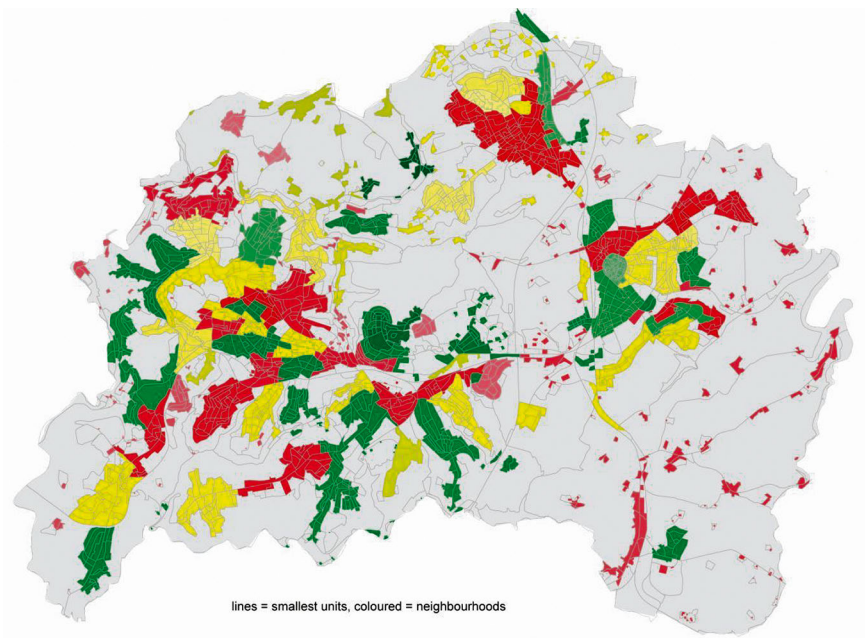 lines = smallest units, coloured = neighbourhoods